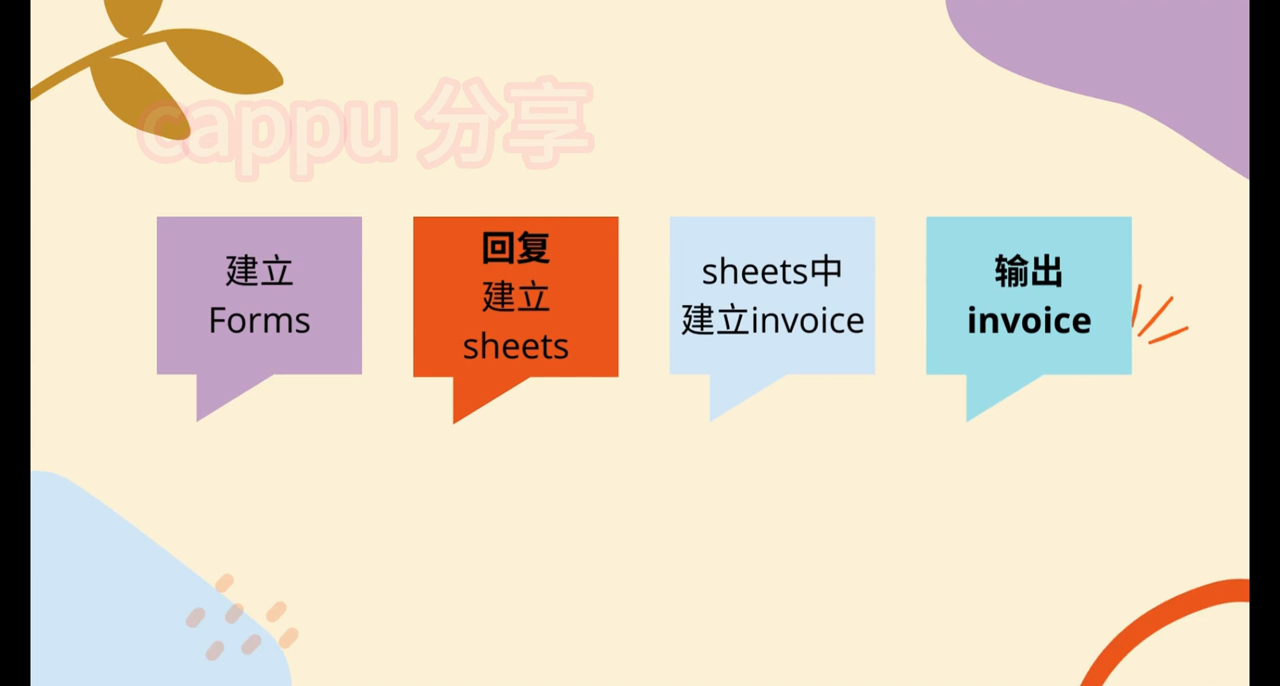 cappu 分享
建立
Forms
回复
建立
sheets
sheets中
建立invoice
输出
invoice